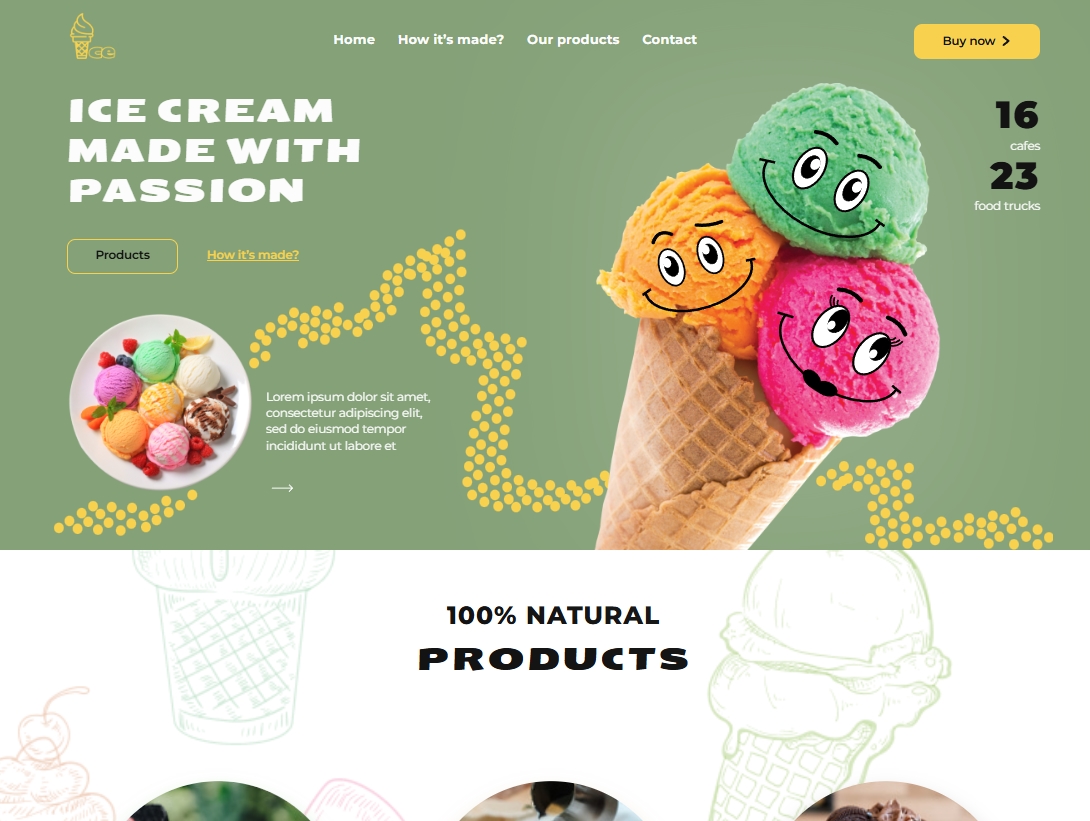 ce
Home
How it's made?
Our products
Contact
Buy now
ICE CREAM
MADE WITH
PASSION
16
cafes
23
food trucks
Products
How it's made?
Lorem ipsum dolor sit amet,
consectetur adipiscing elit,
sed do eiusmod tempor
incididunt ut labore et
100% NATURAL
PRODUCTS